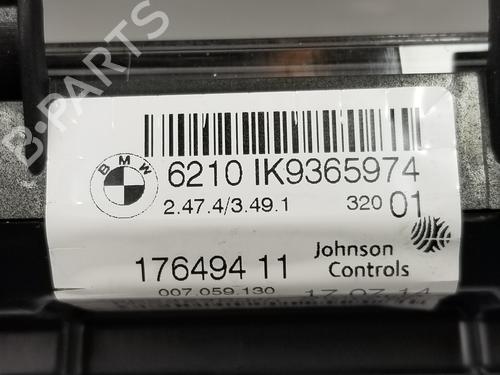 B-PARTS
BMW
6210 IK9365974
2.47.4/3.49.1 320 01
176494 11 Johnson
Controls
007.059.130 17.07.14